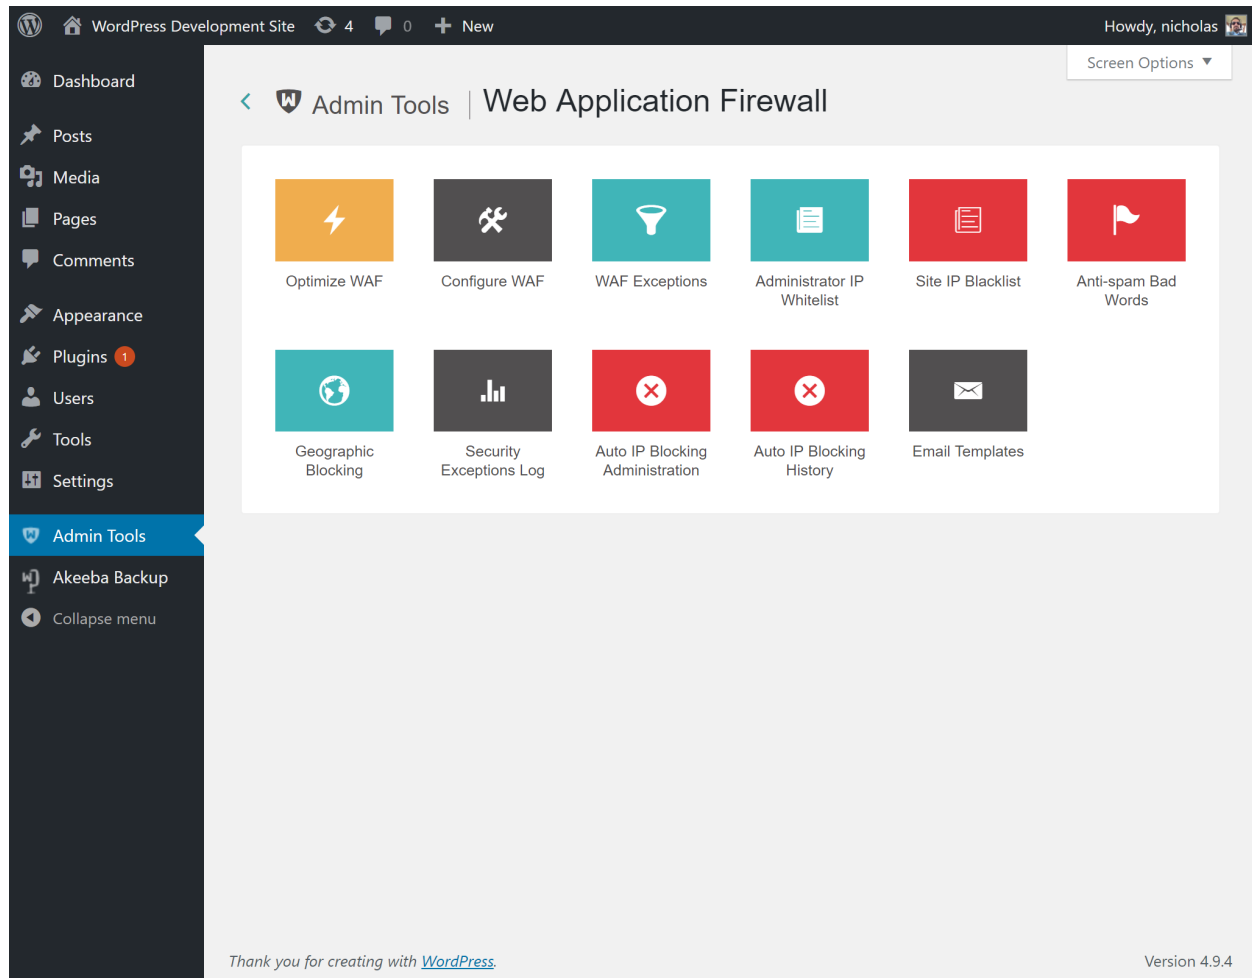 WordPress Development Site 4 0 New Howdy, nicholas
Screen Options
Dashboard
Posts
Media
Pages
Comments
Appearance
Plugins 1
Users
Tools
Settings
Admin Tools
Akeeba Backup
Collapse menu
Admin Tools | Web Application Firewall
Optimize WAF
Configure WAF
WAF Exceptions
Administrator IP
Whitelist
Site IP Blacklist
Anti-spam Bad
Words
Geographic
Blocking
Security
Exceptions Log
Auto IP Blocking
Administration
Auto IP Blocking
History
Email Templates
Thank you for creating with WordPress.
Version 4.9.4